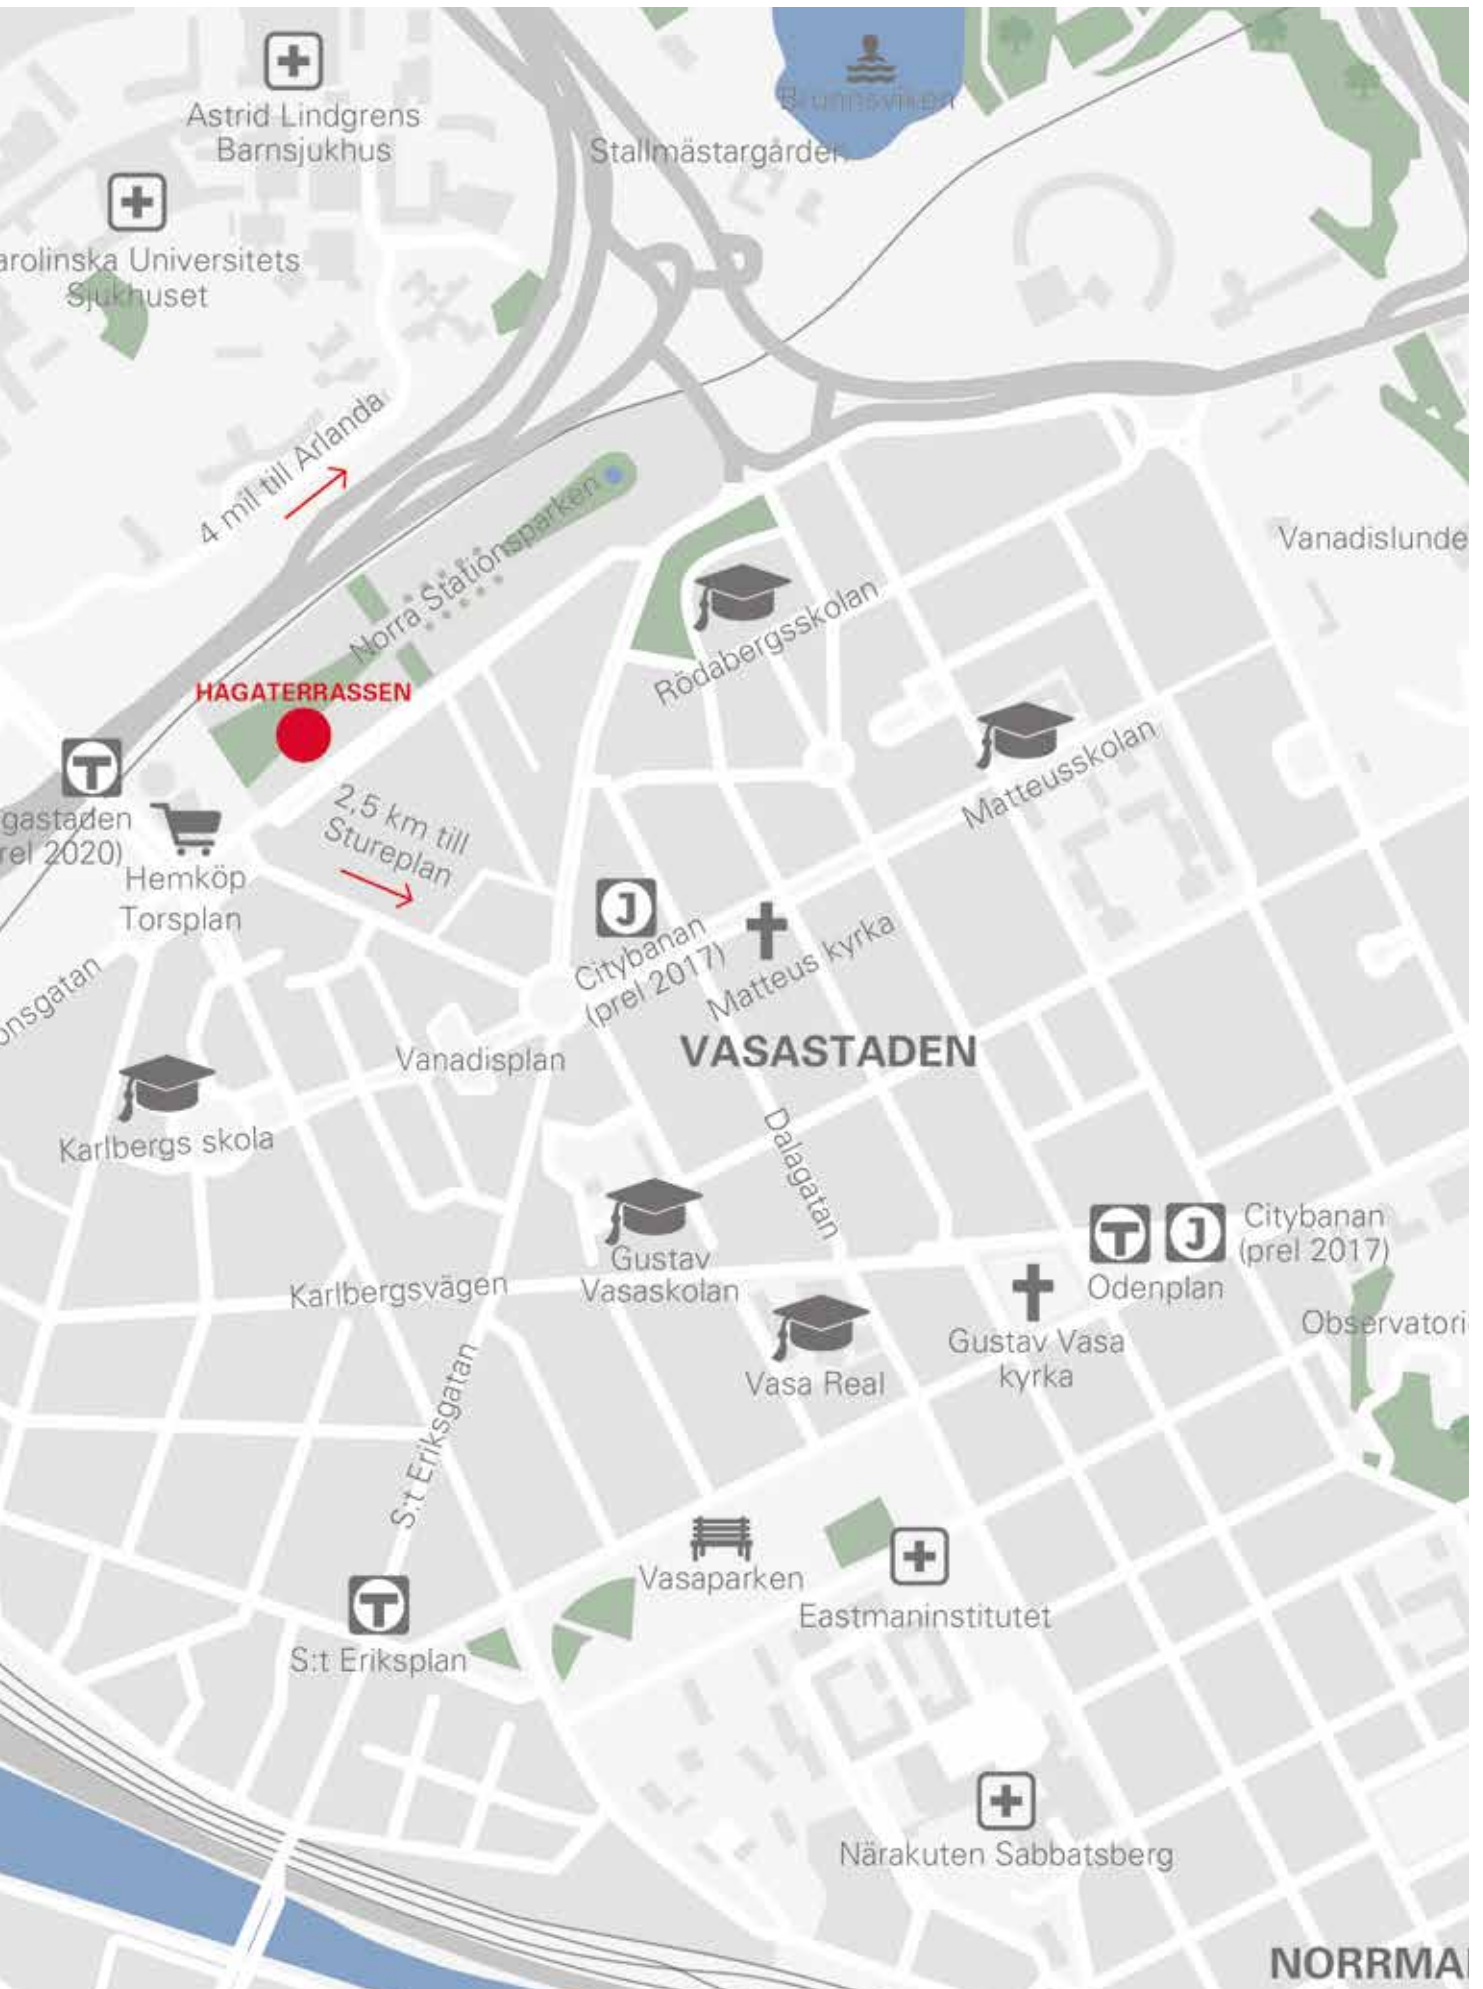 Astrid Lindgrens
Barnsjukhus
Brunnsviken
Stallmästargården
arolinska Universitets
Sjukhuset
4 mil till Arlanda
Norra Stationsparken
Vanadislunde
Rödabergsskolan
HAGATERRASSEN
Matteusskolan
gastaden
rel 2020)
2,5 km till
Stureplan
Hemköp
Torsplan
J
Citybanan
(prel 2017)
Matteus kyrka
onsgatan
Vanadisplan
VASASTADEN
Karlbergs skola
Dalagatan
Gustav
Vasaskolan
T
J
Citybanan
(prel 2017)
Odenplan
Karlbergsvägen
Observatori
Gustav Vasa
kyrka
Vasa Real
S:t Eriksgatan
Vasaparken
Eastmaninstitutet
T
S:t Eriksplan
Närakuten Sabbatsberg
NORRMA
T